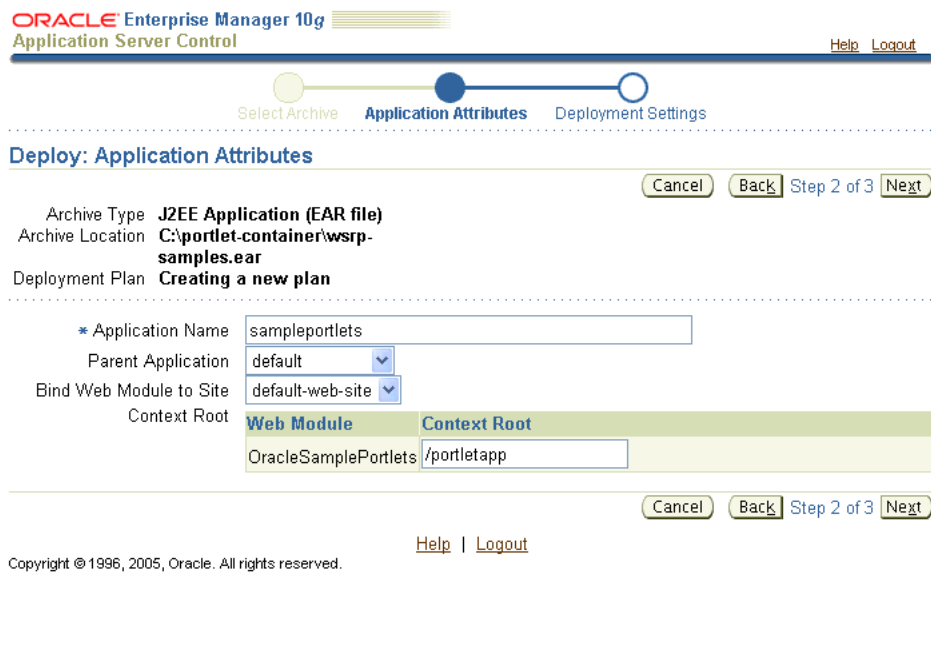 ORACLE Enterprise Manager 10g
Application Server Control
Help Logout
Select Archive Application Attributes Deployment Settings
Deploy: Application Attributes
Cancel Back Step 2 of 3 Next
Archive Type J2EE Application (EAR file)
Archive Location C:\portlet-container\wsrp-
samples.ear
Deployment Plan Creating a new plan
* Application Name sampleportlets
Parent Application default
Bind Web Module to Site default-web-site
Context Root
Web Module Context Root
OracleSamplePortlets /portletapp
Cancel Back Step 2 of 3 Next
Help | Logout
Copyright © 1996, 2005, Oracle. All rights reserved.